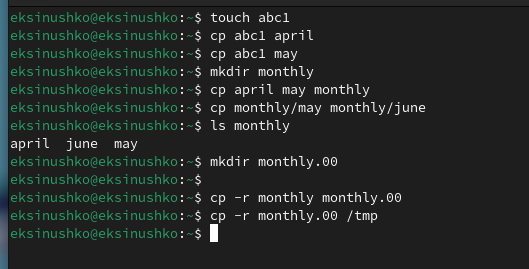 eksinushko@eksinushko:~$ touch abc1
eksinushko@eksinushko:~$ cp abc1 april
eksinushko@eksinushko:~$ cp abc1 may
eksinushko@eksinushko:~$ mkdir monthly
eksinushko@eksinushko:~$ cp april may monthly
eksinushko@eksinushko:~$ cp monthly/may monthly/june
eksinushko@eksinushko:~$ ls monthly
april  june  may
eksinushko@eksinushko:~$ mkdir monthly.00
eksinushko@eksinushko:~$
eksinushko@eksinushko:~$ cp -r monthly monthly.00
eksinushko@eksinushko:~$ cp -r monthly.00 /tmp
eksinushko@eksinushko:~$